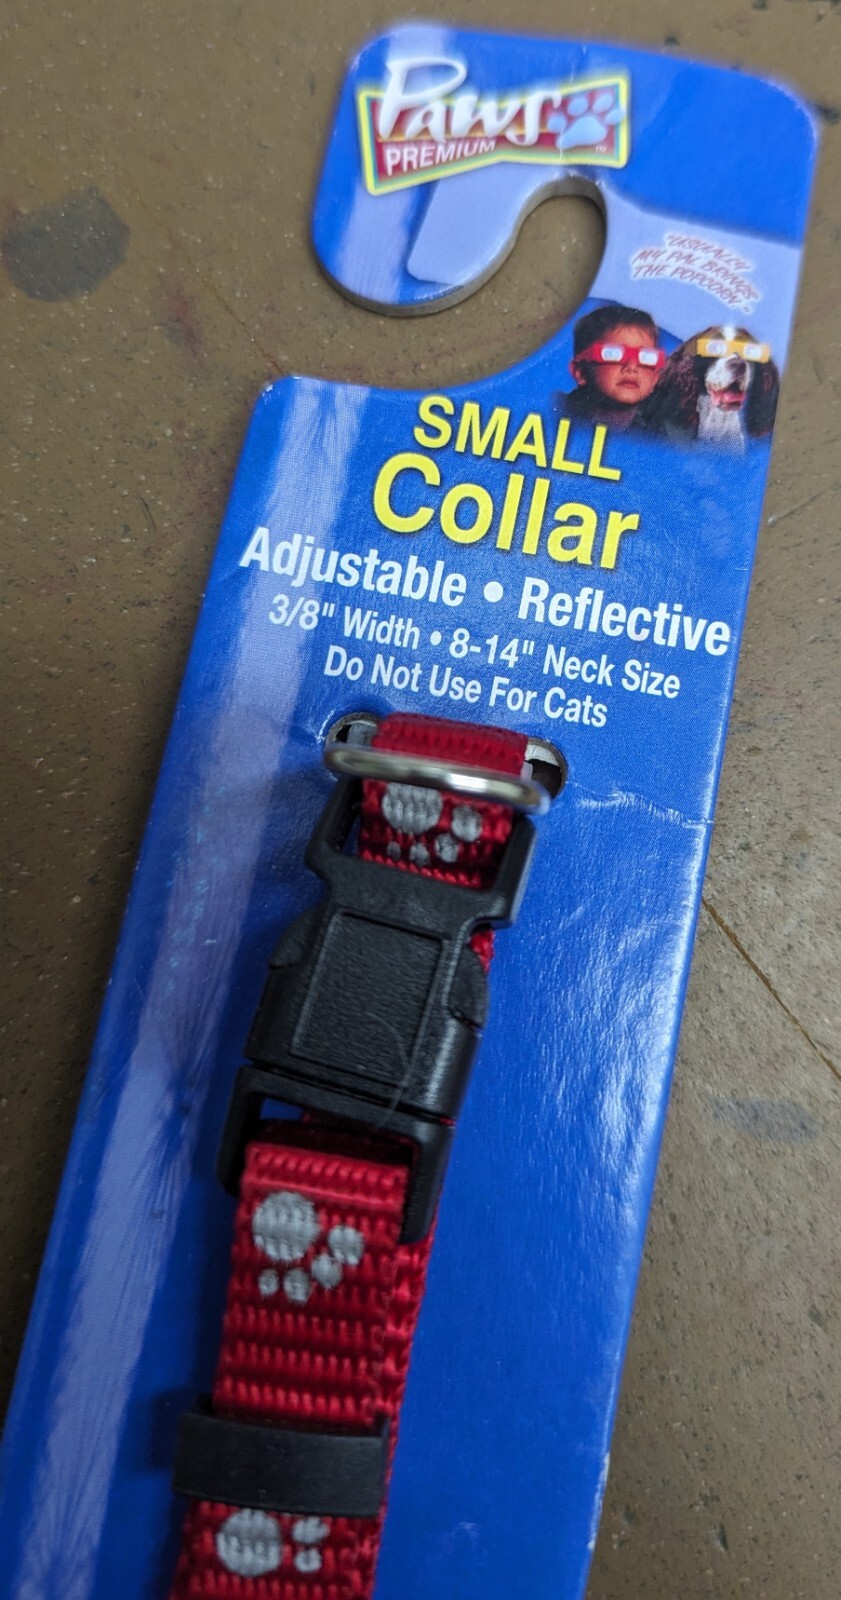 Paws
PREMIUM
TM
"USUALLY
MY PAL BRINGS
THE POPCORN."
SMALL
Collar
Adjustable • Reflective
3/8" Width • 8-14" Neck Size
Do Not Use For Cats